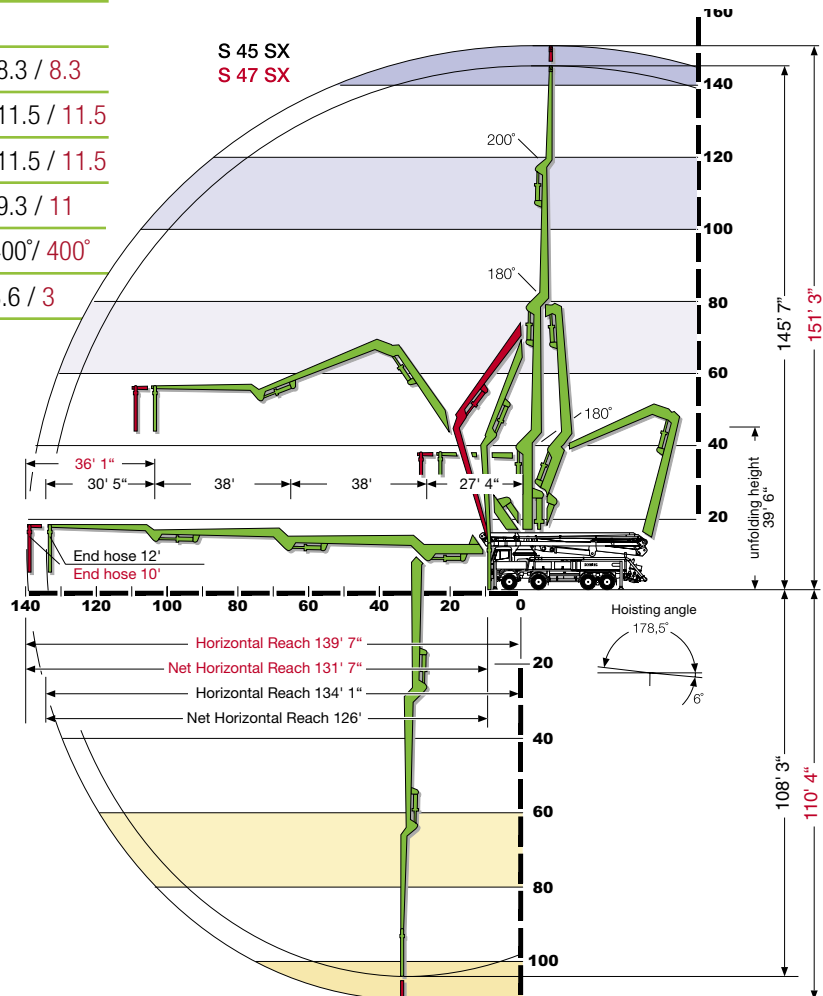 8.3 / 8.3
11.5 / 11.5
11.5 / 11.5
9.3 / 11
400°/ 400°
.6 / 3
S 45 SX
S 47 SX
160
140
120
100
80
60
40
20
200°
180°
180°
145' 7"
151' 3"
unfolding height
39' 6"
36' 1"
30' 5"
38'
38'
27' 4"
End hose 12'
End hose 10'
140
120
100
80
60
40
20
0
Hoisting angle
178,5°
6°
Horizontal Reach 139' 7"
Net Horizontal Reach 131' 7"
Horizontal Reach 134' 1"
Net Horizontal Reach 126'
20
40
60
80
100
108' 3"
110' 4"